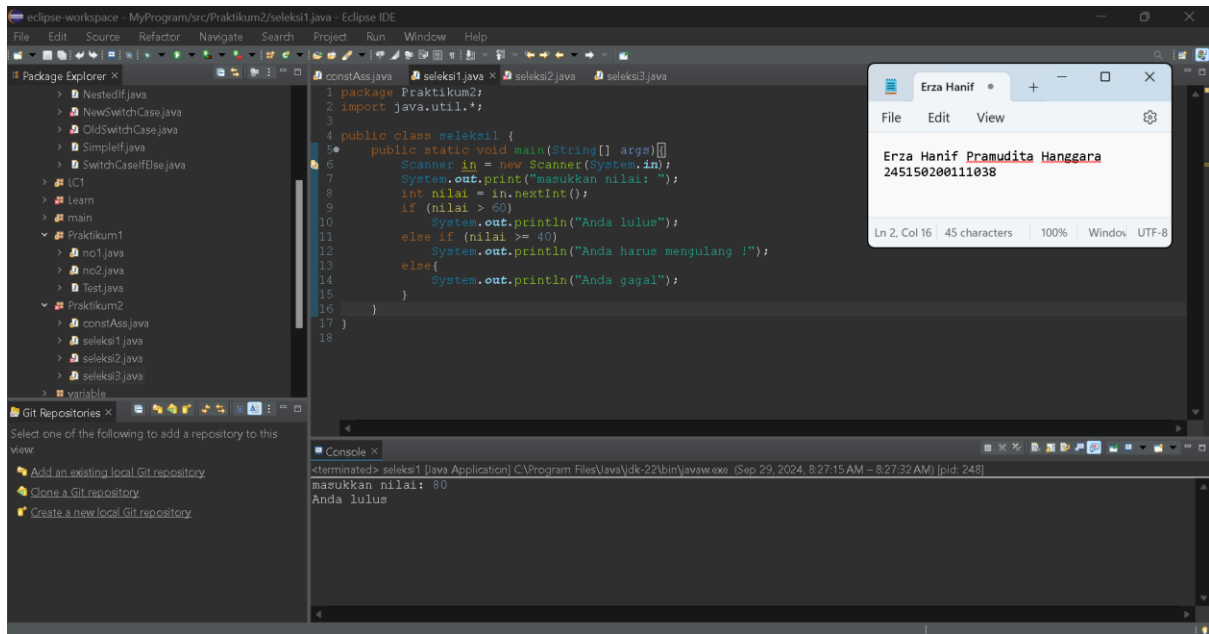 eclipse-workspace - MyProgram/src/Praktikum2/seleksi1.java - Eclipse IDE
File Edit Source Refactor Navigate Search Project Run Window Help
Package Explorer
NestedIf.java
NewSwitchCase.java
OldSwitchCase.java
SimpleIf.java
SwitchCaseIfElse.java
LC1
Learn
main
Praktikum1
no1.java
no2.java
Test.java
Praktikum2
constAss.java
seleksi1.java
seleksi2.java
seleksi3.java
variable
Git Repositories
Select one of the following to add a repository to this
view:
Add an existing local Git repository
Clone a Git repository
Create a new local Git repository
constAss.java seleksi1.java seleksi2.java seleksi3.java
1 package Praktikum2;
2 import java.util.*;
3
4 public class seleksi1 {
5 public static void main(String[] args){
6 Scanner in = new Scanner(System.in);
7 System.out.print("masukkan nilai: ");
8 int nilai = in.nextInt();
9 if (nilai > 60)
10 System.out.println("Anda lulus");
11 else if (nilai >= 40)
12 System.out.println("Anda harus mengulang !");
13 else{
14 System.out.println("Anda gagal");
15 }
16 }
17 }
18
Erza Hanif
File Edit View
Erza Hanif Pramudita Hanggara
245150200111038
Ln 2, Col 16 45 characters 100% Window UTF-8
Console
<terminated> seleksi1 [Java Application] C:\Program Files\Java\jdk-22\bin\javaw.exe (Sep 29, 2024, 8:27:15 AM – 8:27:32 AM) [pid: 248]
masukkan nilai: 80
Anda lulus